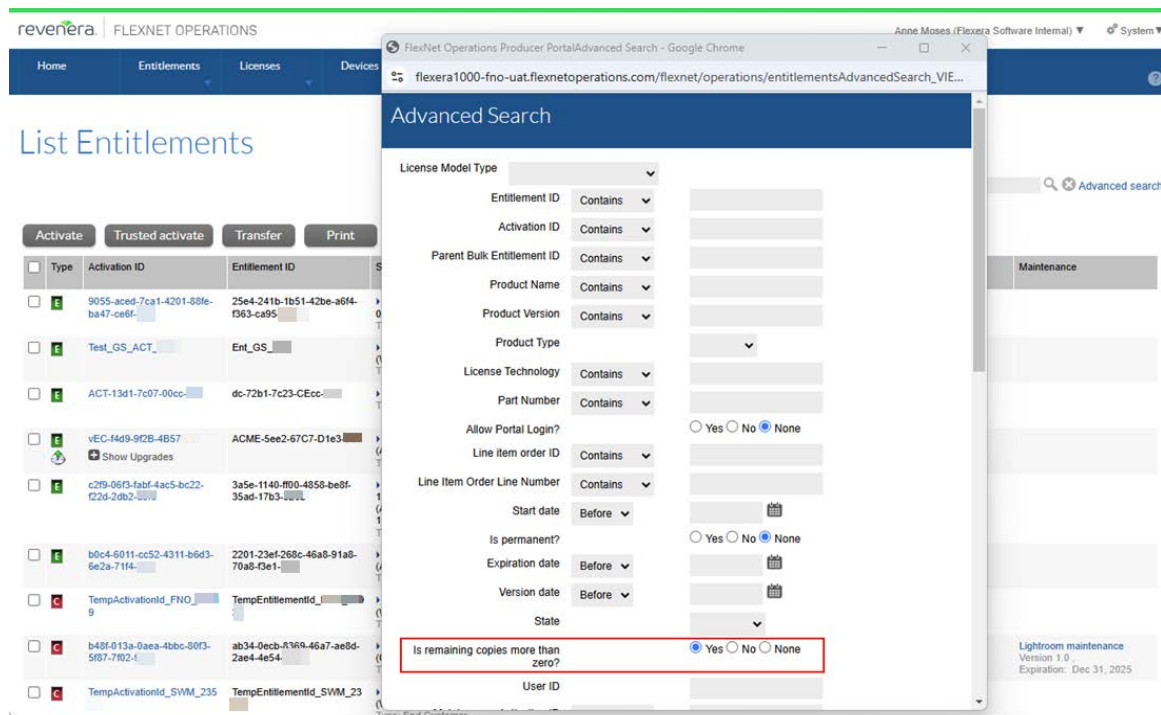 revenera. FLEXNET OPERATIONS
Anne Moses (Flexera Software Internal) ▼ System ▼
Home Entitlements Licenses Devices
FlexNet Operations Producer PortalAdvanced Search - Google Chrome
flexera1000-fno-uat.flexnetoperations.com/flexnet/operations/entitlementsAdvancedSearch_VIE...
List Entitlements
Advanced search
Activate Trusted activate Transfer Print
Type Activation ID Entitlement ID S Maintenance
E 9055-aced-7ca1-4201-88fe-
ba47-ce6f-
25e4-241b-1b51-42be-a6f4-
f363-ca95-
E Test_GS_ACT_ Ent_GS_
E ACT-13d1-7c07-00cc- dc-72b1-7c23-CEcc-
E vEC-f4d9-9f2B-4B57 ACME-5ee2-67C7-D1e3-
Show Upgrades
E c2f9-06f3-fabf-4ac5-bc22-
f22d-2db2-
3a5e-1140-ff00-4858-be8f-
35ad-17b3-
E b0c4-6011-cc52-4311-b6d3-
6e2a-71f4-
2201-23ef-268c-46a8-91a8-
70a8-f3e1-
C TempActivationId_FNO_
9
TempEntitlementId_
C b48f-013a-0aea-4bbc-80f3-
5f87-7f02-
ab34-0ecb-8369-46a7-ae8d-
2ae4-4e54-
Lightroom maintenance
Version 1.0 ,
Expiration: Dec 31, 2025
C TempActivationId_SWM_235 TempEntitlementId_SWM_23
Type: End Customer
Advanced Search
License Model Type
Entitlement ID Contains
Activation ID Contains
Parent Bulk Entitlement ID Contains
Product Name Contains
Product Version Contains
Product Type
License Technology Contains
Part Number Contains
Allow Portal Login? Yes No None
Line item order ID Contains
Line Item Order Line Number Contains
Start date Before
Is permanent? Yes No None
Expiration date Before
Version date Before
State
Is remaining copies more than
zero?
Yes No None
User ID